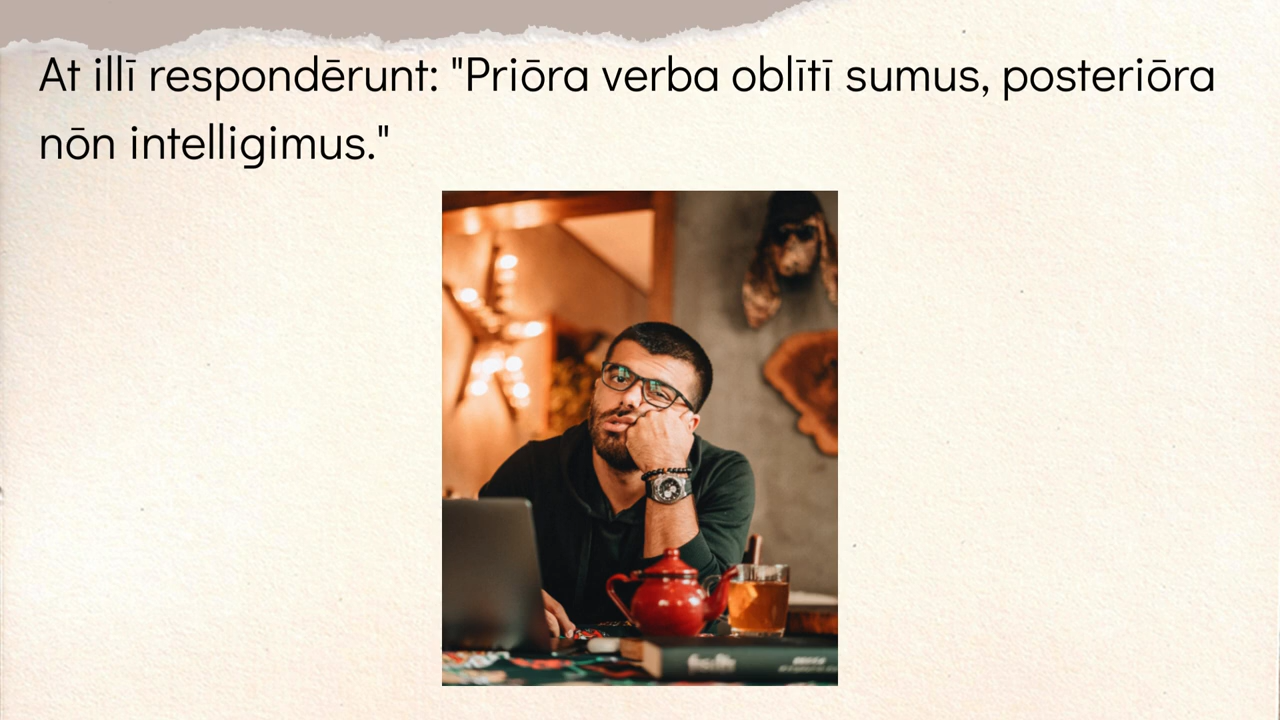 At illī respondērunt: "Priōra verba oblītī sumus, posteriōra
nōn intelligimus."